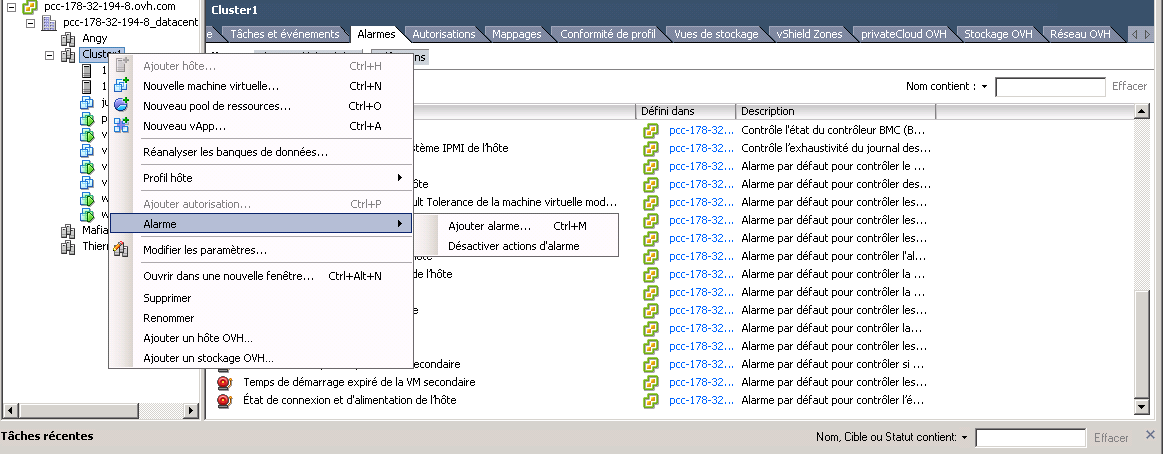 pcc-178-32-194-8.ovh.com
pcc-178-32-194-8_datacent
Angy
Cluster1
Mafia
Thier
Cluster1
Tâches et événements
Alarmes
Autorisations
Mappages
Conformité de profil
Vues de stockage
vShield Zones
privateCloud OVH
Stockage OVH
Réseau OVH
Nom contient :
Effacer
Ajouter hôte... Ctrl+H
Nouvelle machine virtuelle... Ctrl+N
Nouveau pool de ressources... Ctrl+O
Nouveau vApp... Ctrl+A
Réanalyser les banques de données...
Profil hôte
Ajouter autorisation... Ctrl+P
Alarme
Modifier les paramètres...
Ouvrir dans une nouvelle fenêtre... Ctrl+Alt+N
Supprimer
Renommer
Ajouter un hôte OVH...
Ajouter un stockage OVH...
Ajouter alarme... Ctrl+M
Désactiver actions d'alarme
Défini dans Description
pcc-178-32... Contrôle l'état du contrôleur BMC (B...
stème IPMI de l'hôte pcc-178-32... Contrôle l'exhaustivité du journal des...
pcc-178-32... Alarme par défaut pour contrôler le ...
ôte pcc-178-32... Alarme par défaut pour contrôler des...
ult Tolerance de la machine virtuelle mod... pcc-178-32... Alarme par défaut pour contrôler les...
pcc-178-32... Alarme par défaut pour contrôler les...
pcc-178-32... Alarme par défaut pour contrôler les...
hôte pcc-178-32... Alarme par défaut pour contrôler l'al...
de l'hôte pcc-178-32... Alarme par défaut pour contrôler la ...
pcc-178-32... Alarme par défaut pour contrôler la ...
e pcc-178-32... Alarme par défaut pour contrôler les...
pcc-178-32... Alarme par défaut pour contrôler la...
pcc-178-32... Alarme par défaut pour contrôler les...
secondaire pcc-178-32... Alarme par défaut pour contrôler si ...
Temps de démarrage expiré de la VM secondaire pcc-178-32... Alarme par défaut pour contrôler les...
État de connexion et d'alimentation de l'hôte pcc-178-32... Alarme par défaut pour contrôler l'é...
Tâches récentes
Nom, Cible ou Statut contient:
Effacer